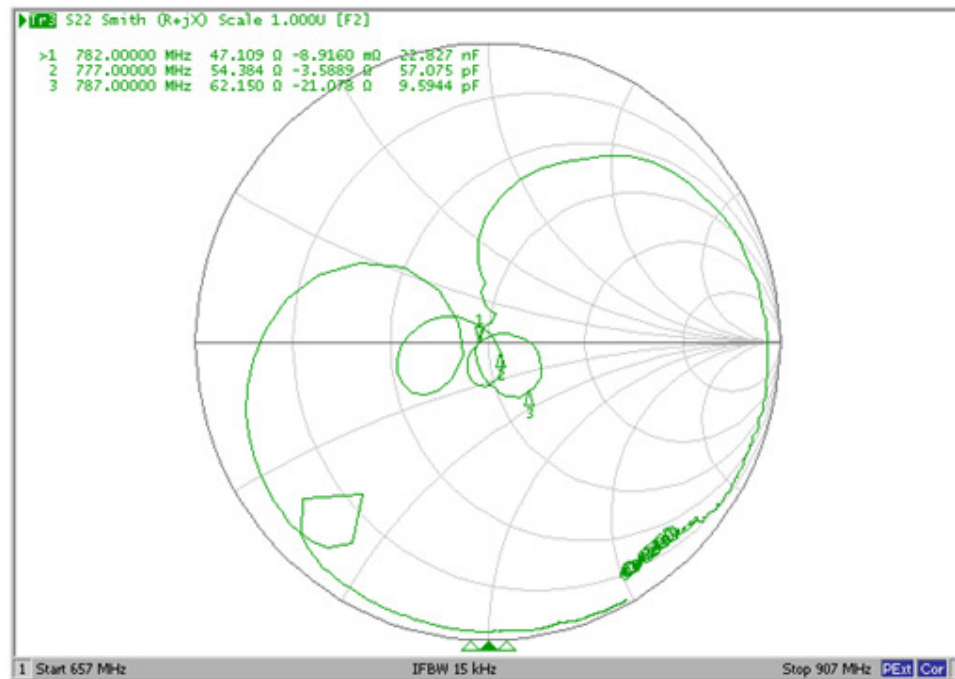 Tr3 S22 Smith (R+jX) Scale 1.000U [F2]
>1 782.00000 MHz 47.109 Ω -8.9160 mΩ 22.827 nF
2 777.00000 MHz 54.384 Ω -3.5889 Ω 57.075 pF
3 787.00000 MHz 62.150 Ω -21.078 Ω 9.5944 pF
1
2
3
1 Start 657 MHz IFBW 15 kHz Stop 907 MHz PExt Cor